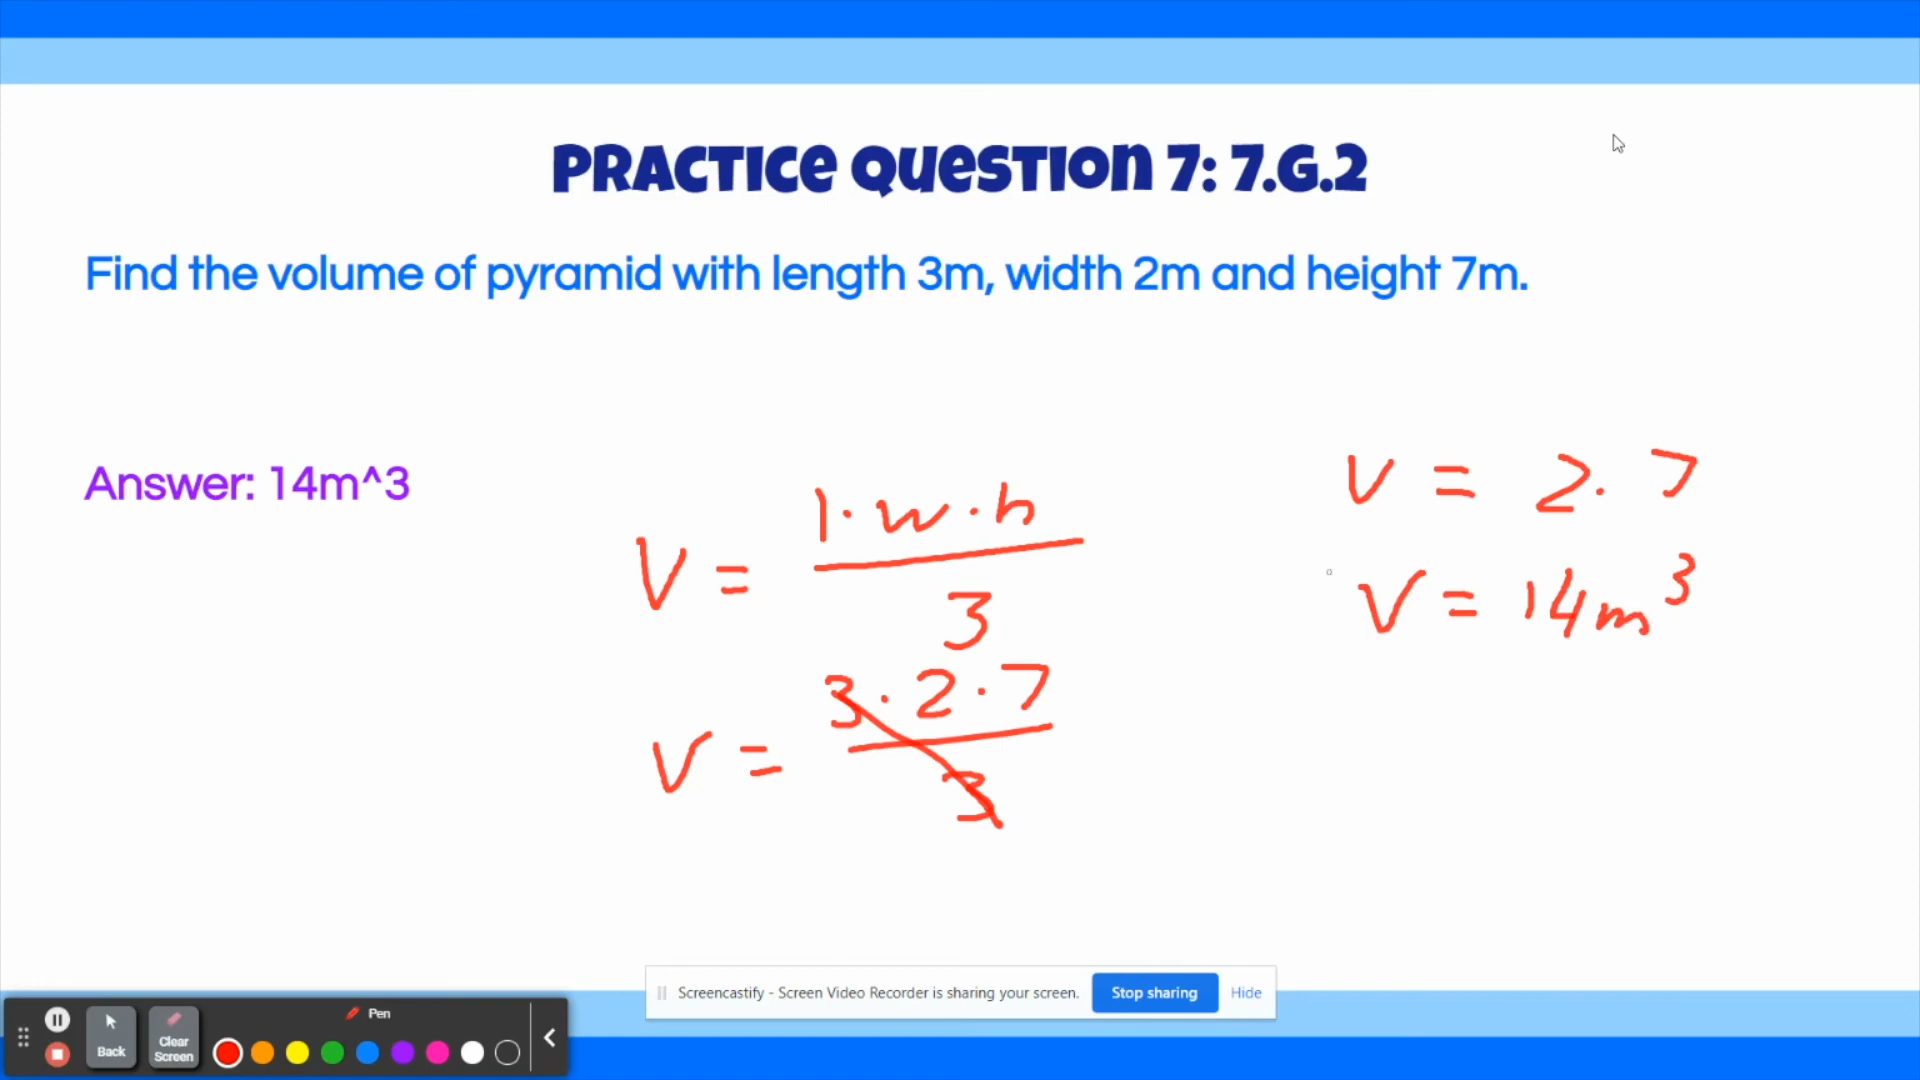 PRACTICE QUESTION 7: 7.G.2
Find the volume of pyramid with length 3m, width 2m and height 7m.
Answer: 14m^3
V = l · w · h / 3
V = 3 · 2 · 7 / 3
V = 2 · 7
V = 14m³
Screencastify - Screen Video Recorder is sharing your screen.
Stop sharing
Hide
Pen
Back
Clear
Screen